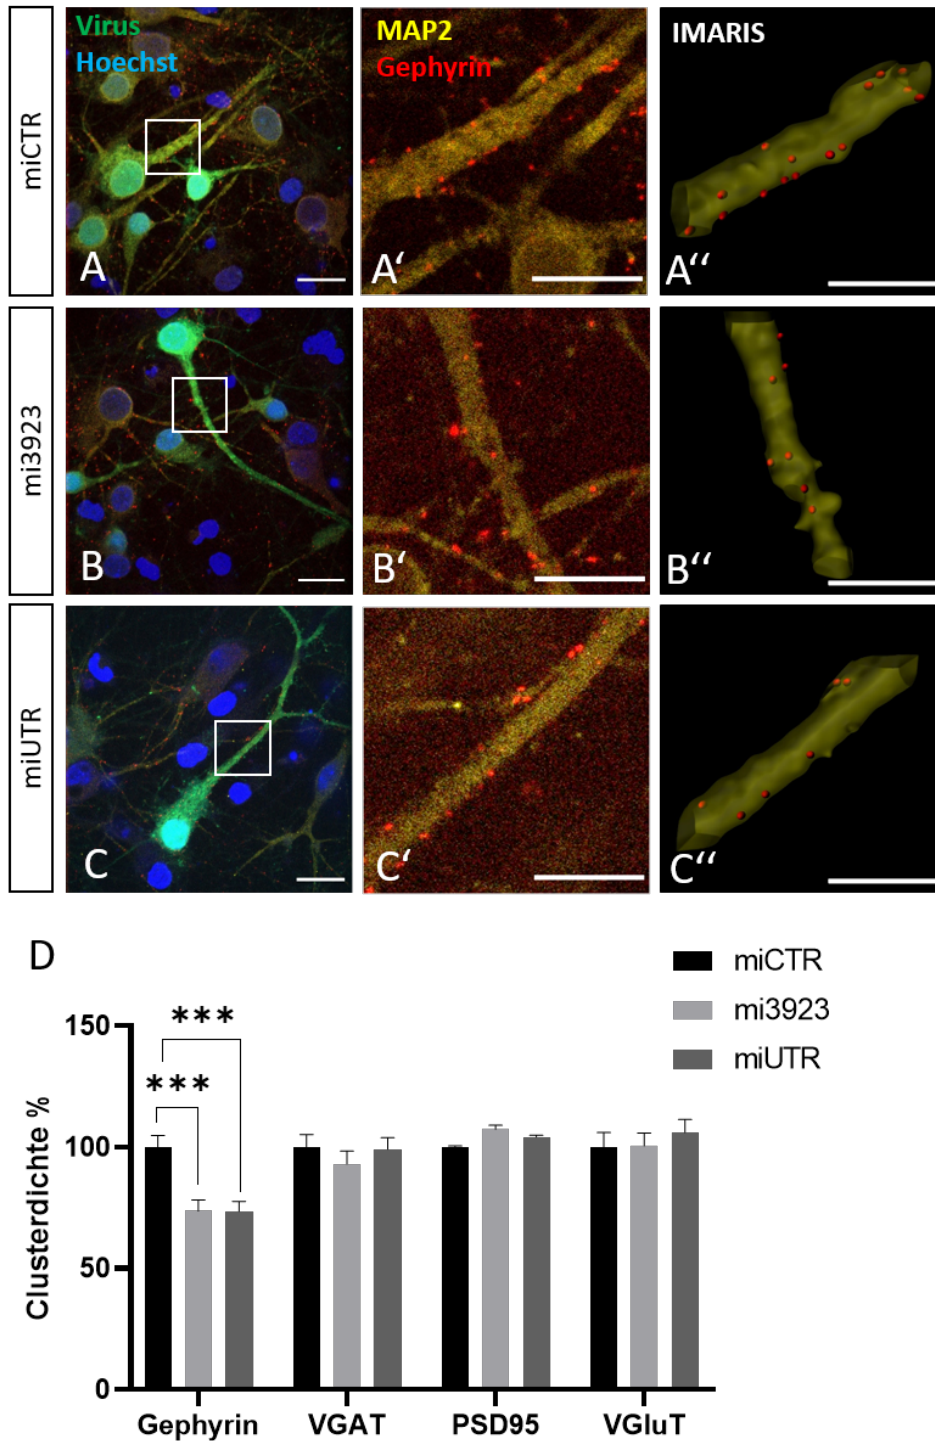 Virus
Hoechst
MAP2
Gephyrin
IMARIS
miCTR
A
A‘
A‘‘
mi3923
B
B‘
B‘‘
miUTR
C
C‘
C‘‘
D
miCTR
mi3923
miUTR
Clusterdichte %
150
100
50
0
***
***
Gephyrin VGAT PSD95 VGluT